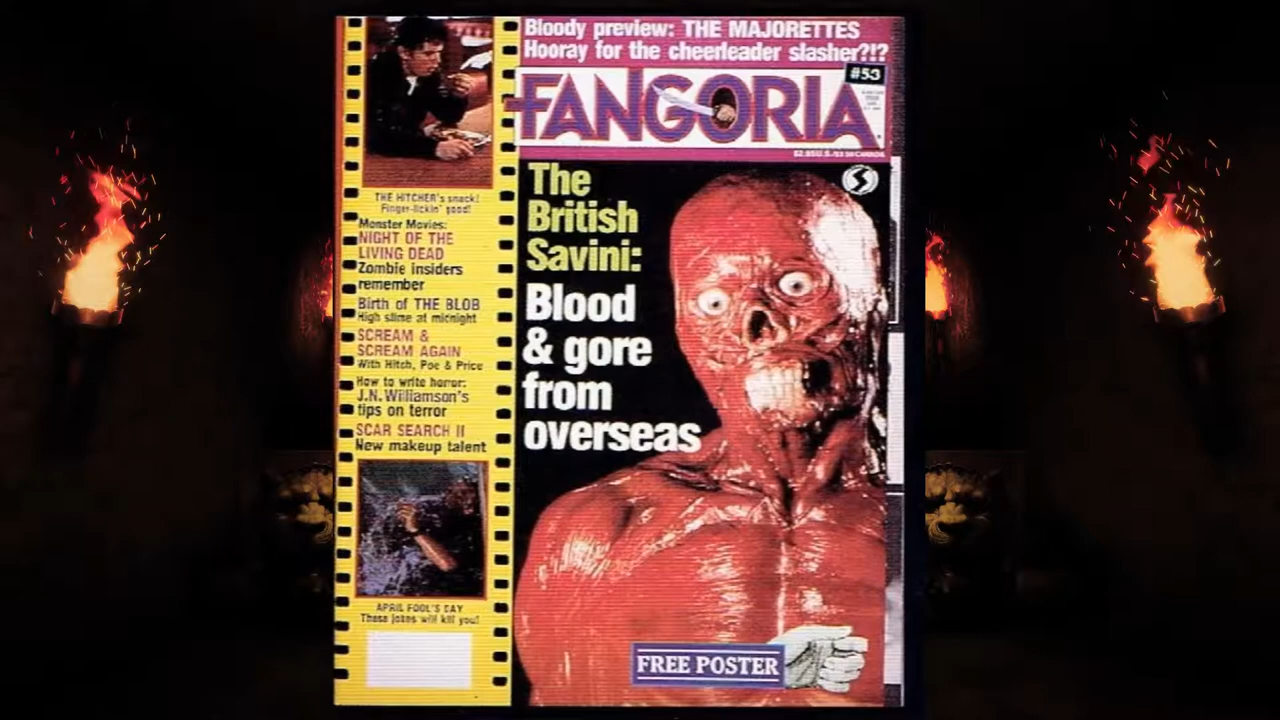 Bloody preview: THE MAJORETTES
Hooray for the cheerleader slasher?!?
#53
FANGORIA
The
British
Savini:
Blood
& gore
from
overseas
FREE POSTER
THE HITCHER's snack!
Finger-lickin' good!
Monster Movies:
NIGHT OF THE
LIVING DEAD
Zombie insiders
remember
Birth of THE BLOB
High slime at midnight
SCREAM &
SCREAM AGAIN
With Hitch, Poe & Price
How to write horror:
J.N. Williamson's
tips on terror
SCAR SEARCH II
New makeup talent
APRIL FOOL'S DAY
These jokes will kill you!